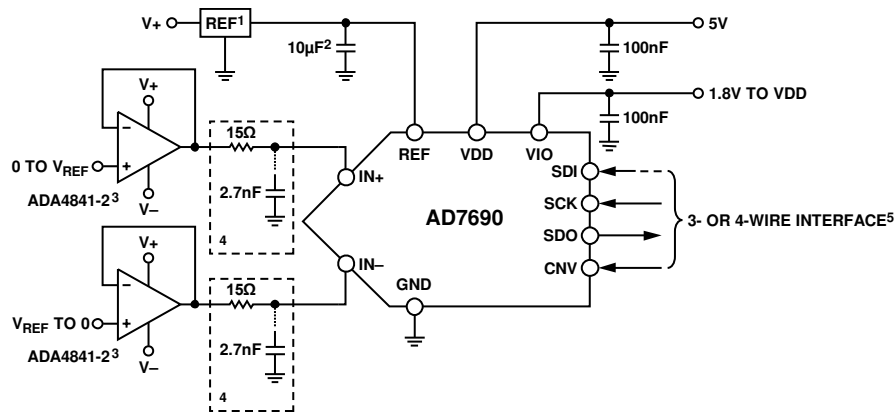 V+ REF1 10µF2 100nF 5V
100nF 1.8V TO VDD
V+
−
+
0 TO VREF
ADA4841-23
V−
15Ω
2.7nF
4
REF VDD VIO
IN+
IN−
AD7690
GND
SDI
SCK
SDO
CNV
3- OR 4-WIRE INTERFACE5
V+
−
+
VREF TO 0
ADA4841-23
V−
15Ω
2.7nF
4